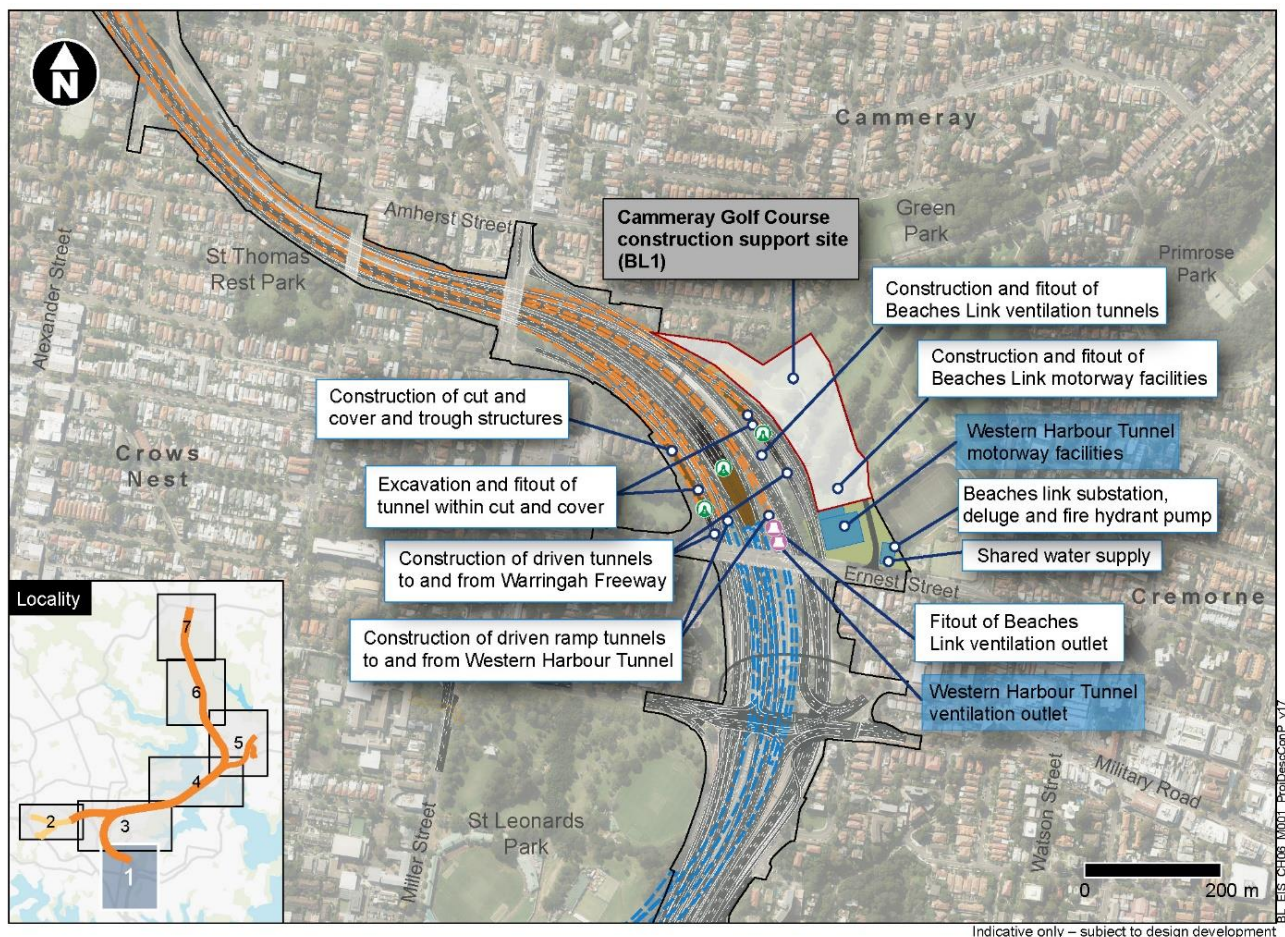 N
Cammeray
Green
Park
Primrose
Park
Amherst Street
St Thomas
Rest Park
Alexander Street
Crows
Nest
Cammeray Golf Course
construction support site
(BL1)
Construction and fitout of
Beaches Link ventilation tunnels
Construction and fitout of
Beaches Link motorway facilities
Western Harbour Tunnel
motorway facilities
Beaches link substation,
deluge and fire hydrant pump
Shared water supply
Construction of cut and
cover and trough structures
Excavation and fitout of
tunnel within cut and cover
Construction of driven tunnels
to and from Warringah Freeway
Construction of driven ramp tunnels
to and from Western Harbour Tunnel
Ernest Street
Cremorne
Fitout of Beaches
Link ventilation outlet
Western Harbour Tunnel
ventilation outlet
Locality
7
6
5
4
2
3
1
Miller Street
St Leonards
Park
Military Road
Watson Street
0
200 m
BL_EIS_CH06_M001_ProjDescConP_v17
Indicative only – subject to design development